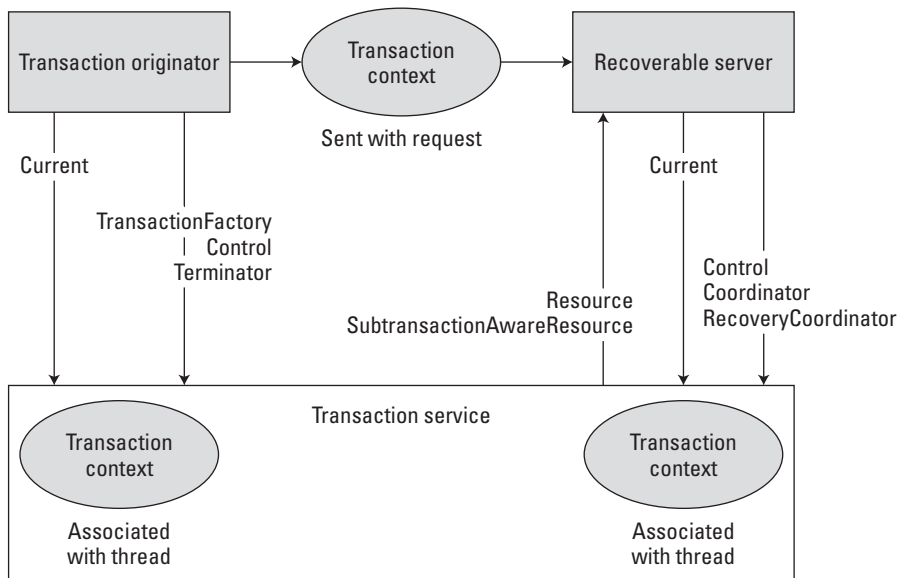 Transaction originator
Transaction
context
Recoverable server
Sent with request
Current
TransactionFactory
Control
Terminator
Current
Resource
SubtransactionAwareResource
Control
Coordinator
RecoveryCoordinator
Transaction service
Transaction
context
Associated
with thread
Transaction
context
Associated
with thread